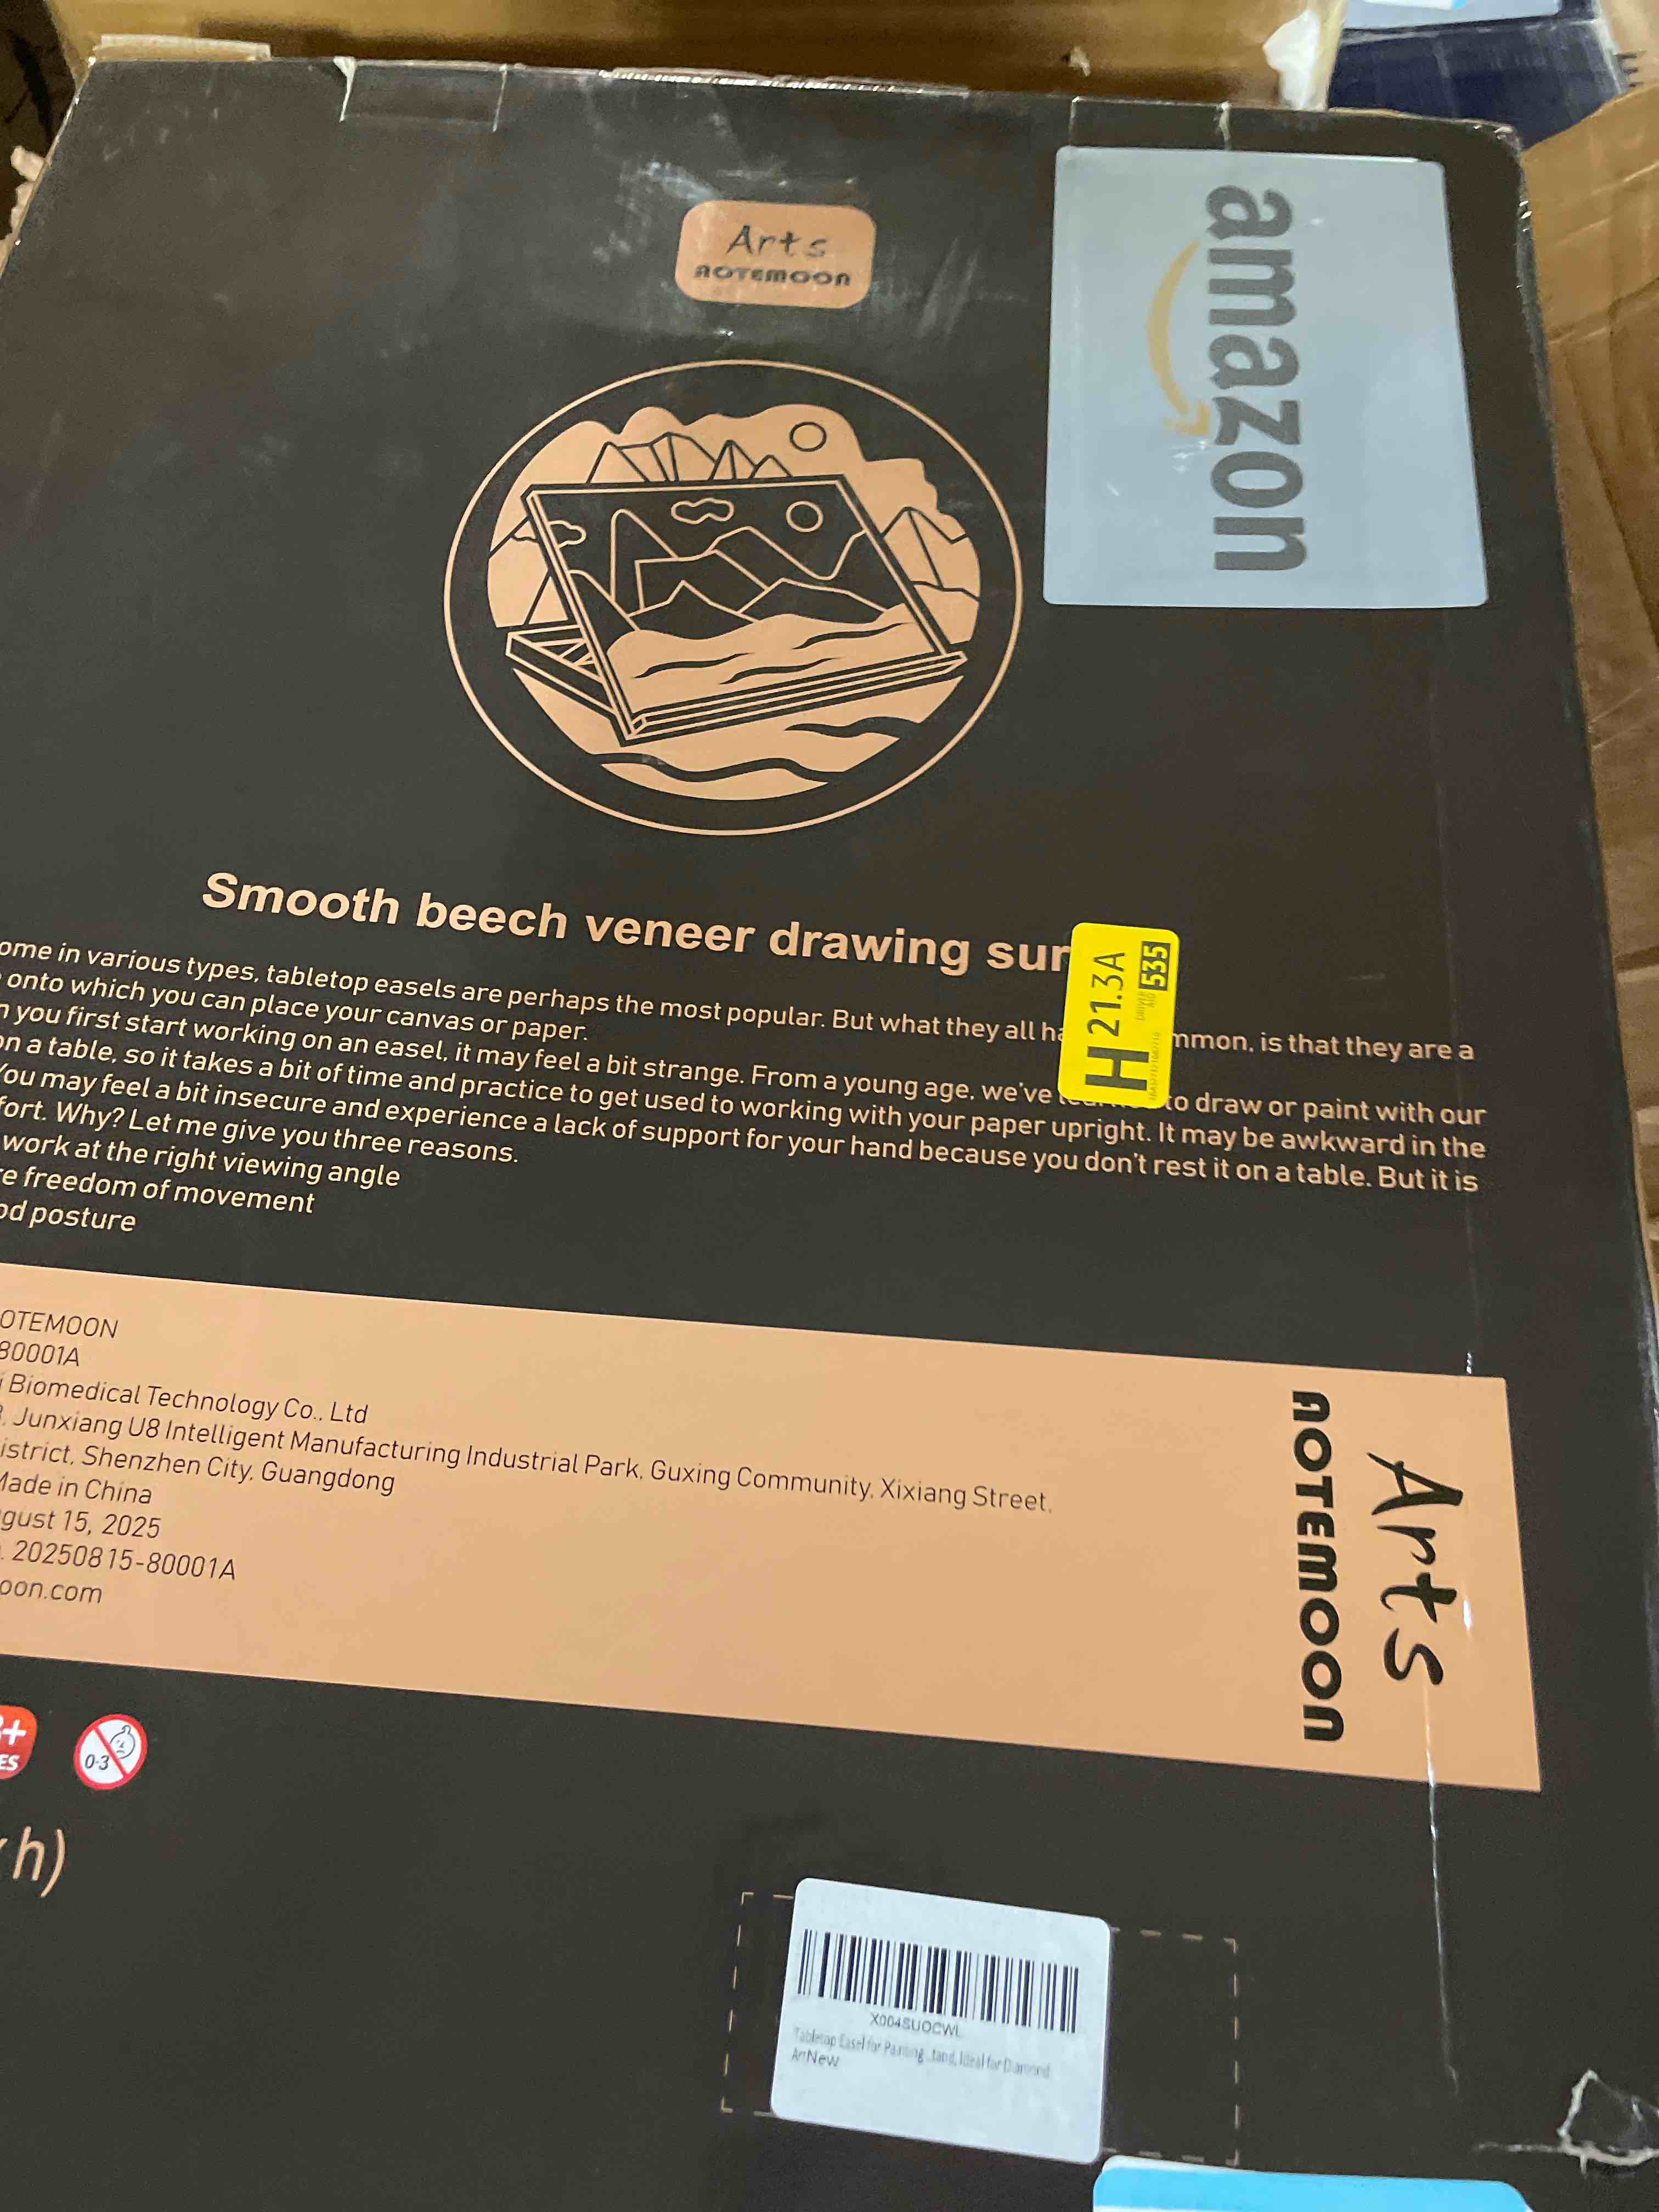 Arts
NOTEMOON
amazon
Smooth beech veneer drawing sur
ome in various types, tabletop easels are perhaps the most popular. But what they all ha mmon, is that they are a
onto which you can place your canvas or paper.
n you first start working on an easel, it may feel a bit strange. From a young age, we've to draw or paint with our
on a table, so it takes a bit of time and practice to get used to working with your paper upright. It may be awkward in the
You may feel a bit insecure and experience a lack of support for your hand because you don't rest it on a table. But it is
fort. Why? Let me give you three reasons.
work at the right viewing angle
re freedom of movement
od posture
H 21.3A
535
OTEMOON
80001A
i Biomedical Technology Co., Ltd
, Junxiang U8 Intelligent Manufacturing Industrial Park, Guxing Community, Xixiang Street,
istrict, Shenzhen City, Guangdong
Made in China
gust 15, 2025
. 20250815-80001A
oon.com
Arts
NOTEMOON
+
ES
0-3
h)
X004SUOCWL
Tabletop Easel for Painting ...tand, Ideal for Diamond
ArtNew